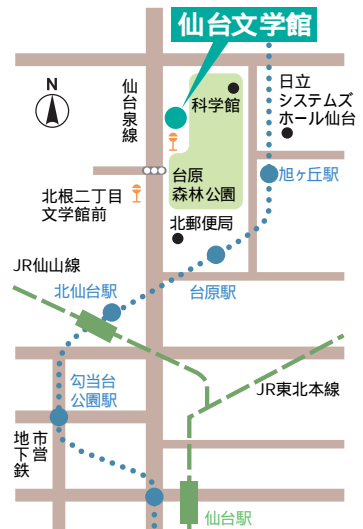 仙台文学館
N
仙台泉線
科学館
日立
システムズ
ホール仙台
旭ヶ丘駅
台原
森林公園
北根二丁目
文学館前
北郵便局
JR仙山線
北仙台駅
台原駅
勾当台
公園駅
JR東北本線
市営
地下鉄
仙台駅